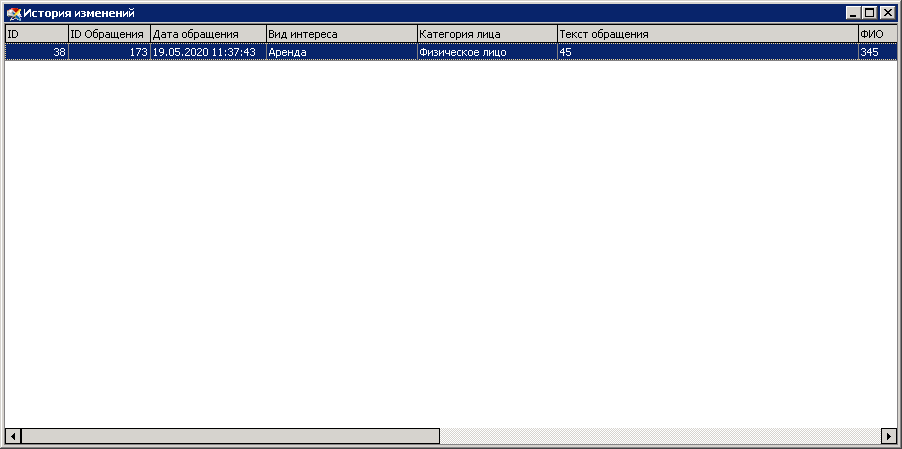 История изменений
ID ID Обращения Дата обращения Вид интереса Категория лица Текст обращения ФИО
38 173 19.05.2020 11:37:43 Аренда Физическое лицо 45 345